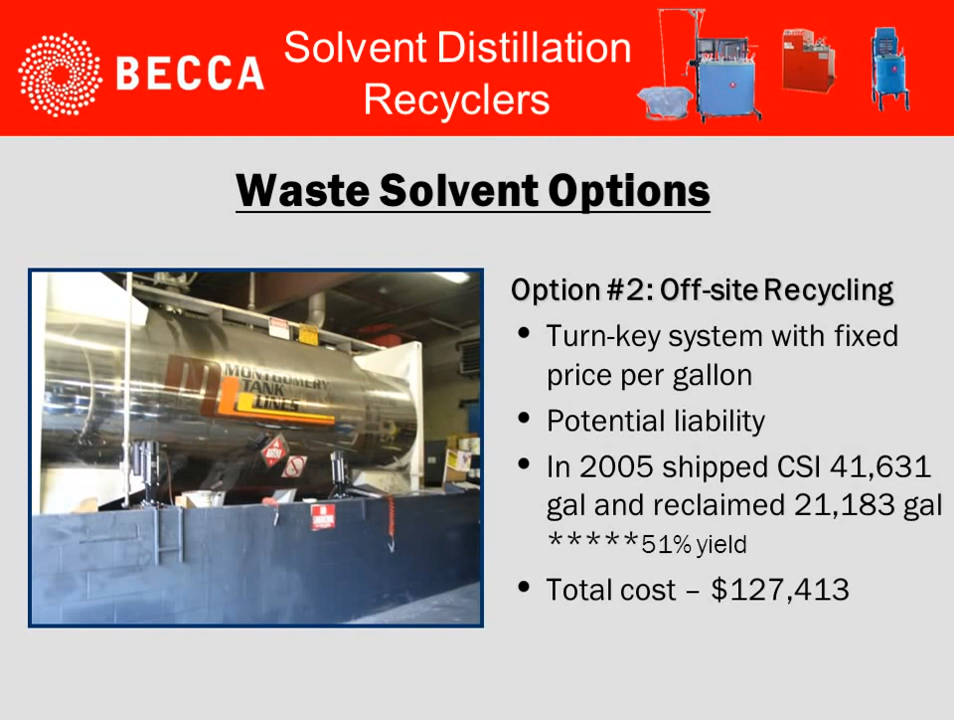 BECCA
Solvent Distillation
Recyclers
Waste Solvent Options
MONTGOMERY
TANK
LINES
Option #2: Off-site Recycling
• Turn-key system with fixed
price per gallon
• Potential liability
• In 2005 shipped CSI 41,631
gal and reclaimed 21,183 gal
*****51% yield
• Total cost – $127,413